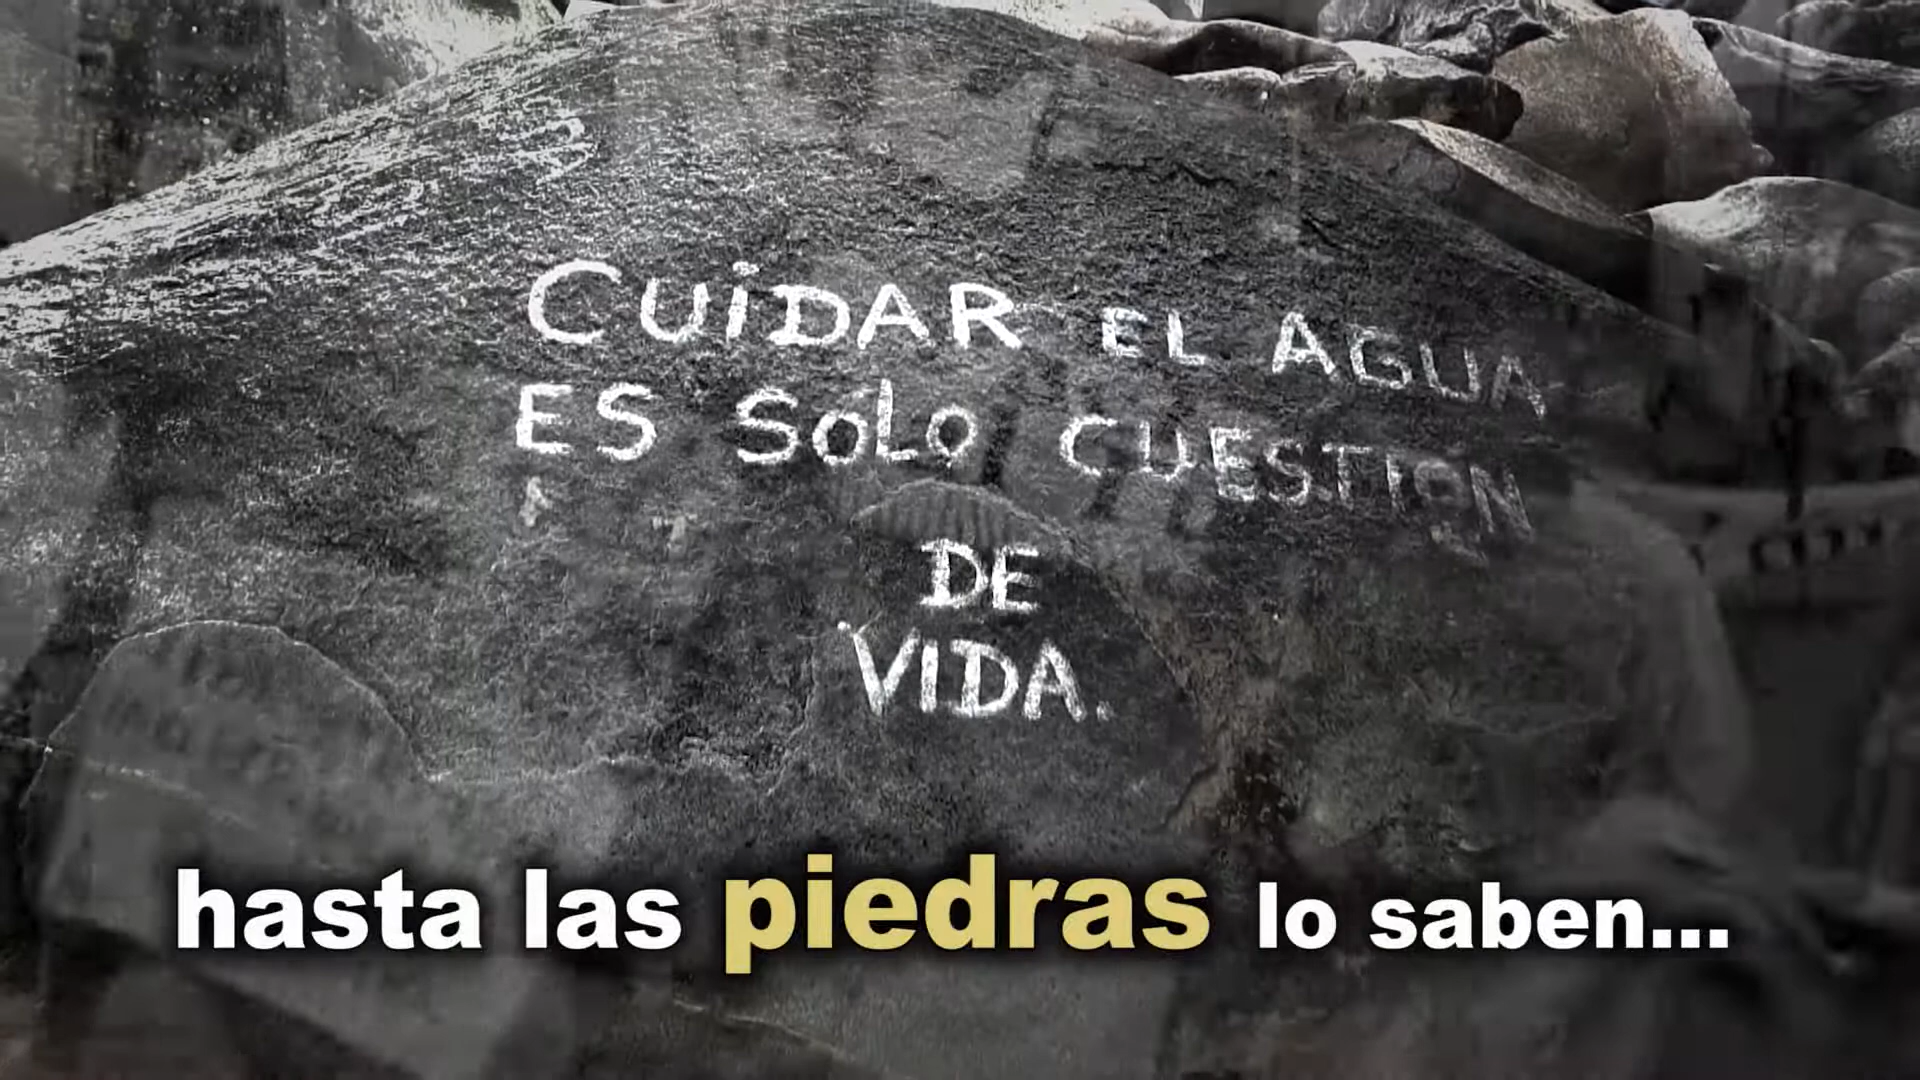 CUiDAR EL AGUA
ES SOLO CUESTION
DE
VIDA.
hasta las piedras lo saben...